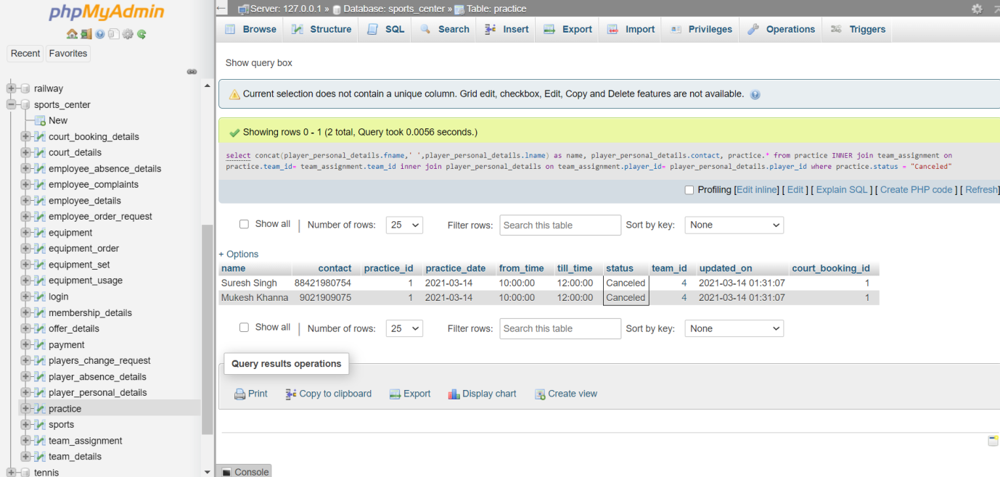 phpMyAdmin
Recent Favorites
railway
sports_center
New
court_booking_details
court_details
employee_absence_details
employee_complaints
employee_details
employee_order_request
equipment
equipment_order
equipment_set
equipment_usage
login
membership_details
offer_details
payment
players_change_request
player_absence_details
player_personal_details
practice
sports
team_assignment
team_details
tennis
Server: 127.0.0.1 » Database: sports_center » Table: practice
Browse Structure SQL Search Insert Export Import Privileges Operations Triggers
Show query box
Current selection does not contain a unique column. Grid edit, checkbox, Edit, Copy and Delete features are not available.
Showing rows 0 - 1 (2 total, Query took 0.0056 seconds.)
select concat(player_personal_details.fname,' ',player_personal_details.lname) as name, player_personal_details.contact, practice.* from practice INNER join team_assignment on
practice.team_id= team_assignment.team_id inner join player_personal_details on team_assignment.player_id= player_personal_details.player_id where practice.status = "Canceled"
Profiling [Edit inline] [ Edit ] [ Explain SQL ] [ Create PHP code ] [ Refresh]
Show all | Number of rows: 25 Filter rows: Search this table Sort by key: None
+ Options
name contact practice_id practice_date from_time till_time status team_id updated_on court_booking_id
Suresh Singh 88421980754 1 2021-03-14 10:00:00 12:00:00 Canceled 4 2021-03-14 01:31:07 1
Mukesh Khanna 9021909075 1 2021-03-14 10:00:00 12:00:00 Canceled 4 2021-03-14 01:31:07 1
Show all | Number of rows: 25 Filter rows: Search this table Sort by key: None
Query results operations
Print Copy to clipboard Export Display chart Create view
Console